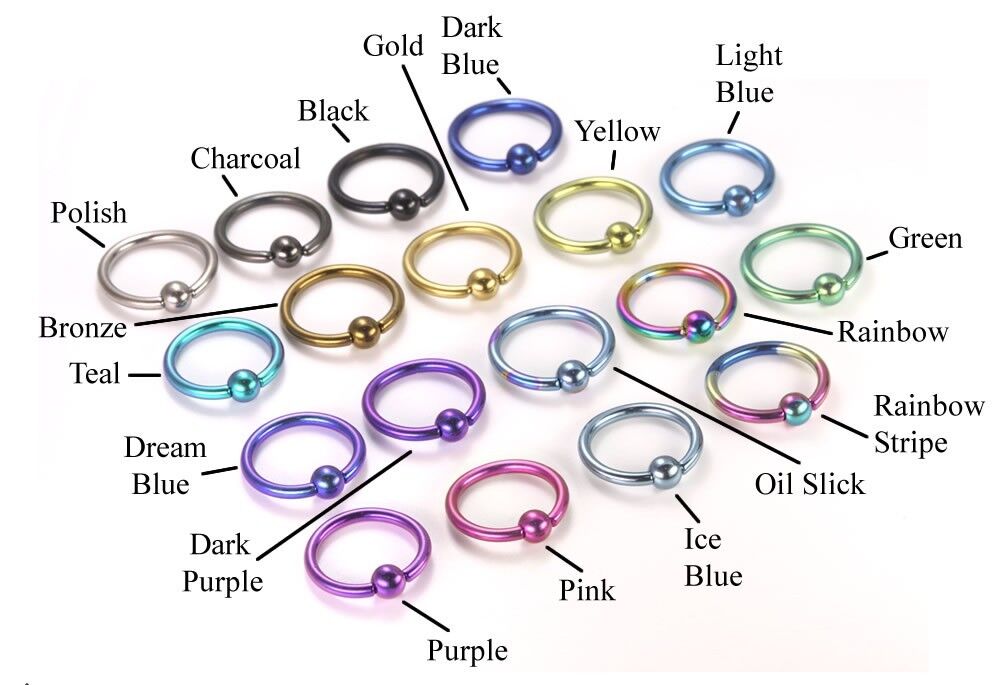 Gold
Dark
Blue
Light
Blue
Black
Yellow
Charcoal
Polish
Green
Bronze
Rainbow
Teal
Rainbow
Stripe
Dream
Blue
Oil Slick
Dark
Purple
Ice
Blue
Pink
Purple